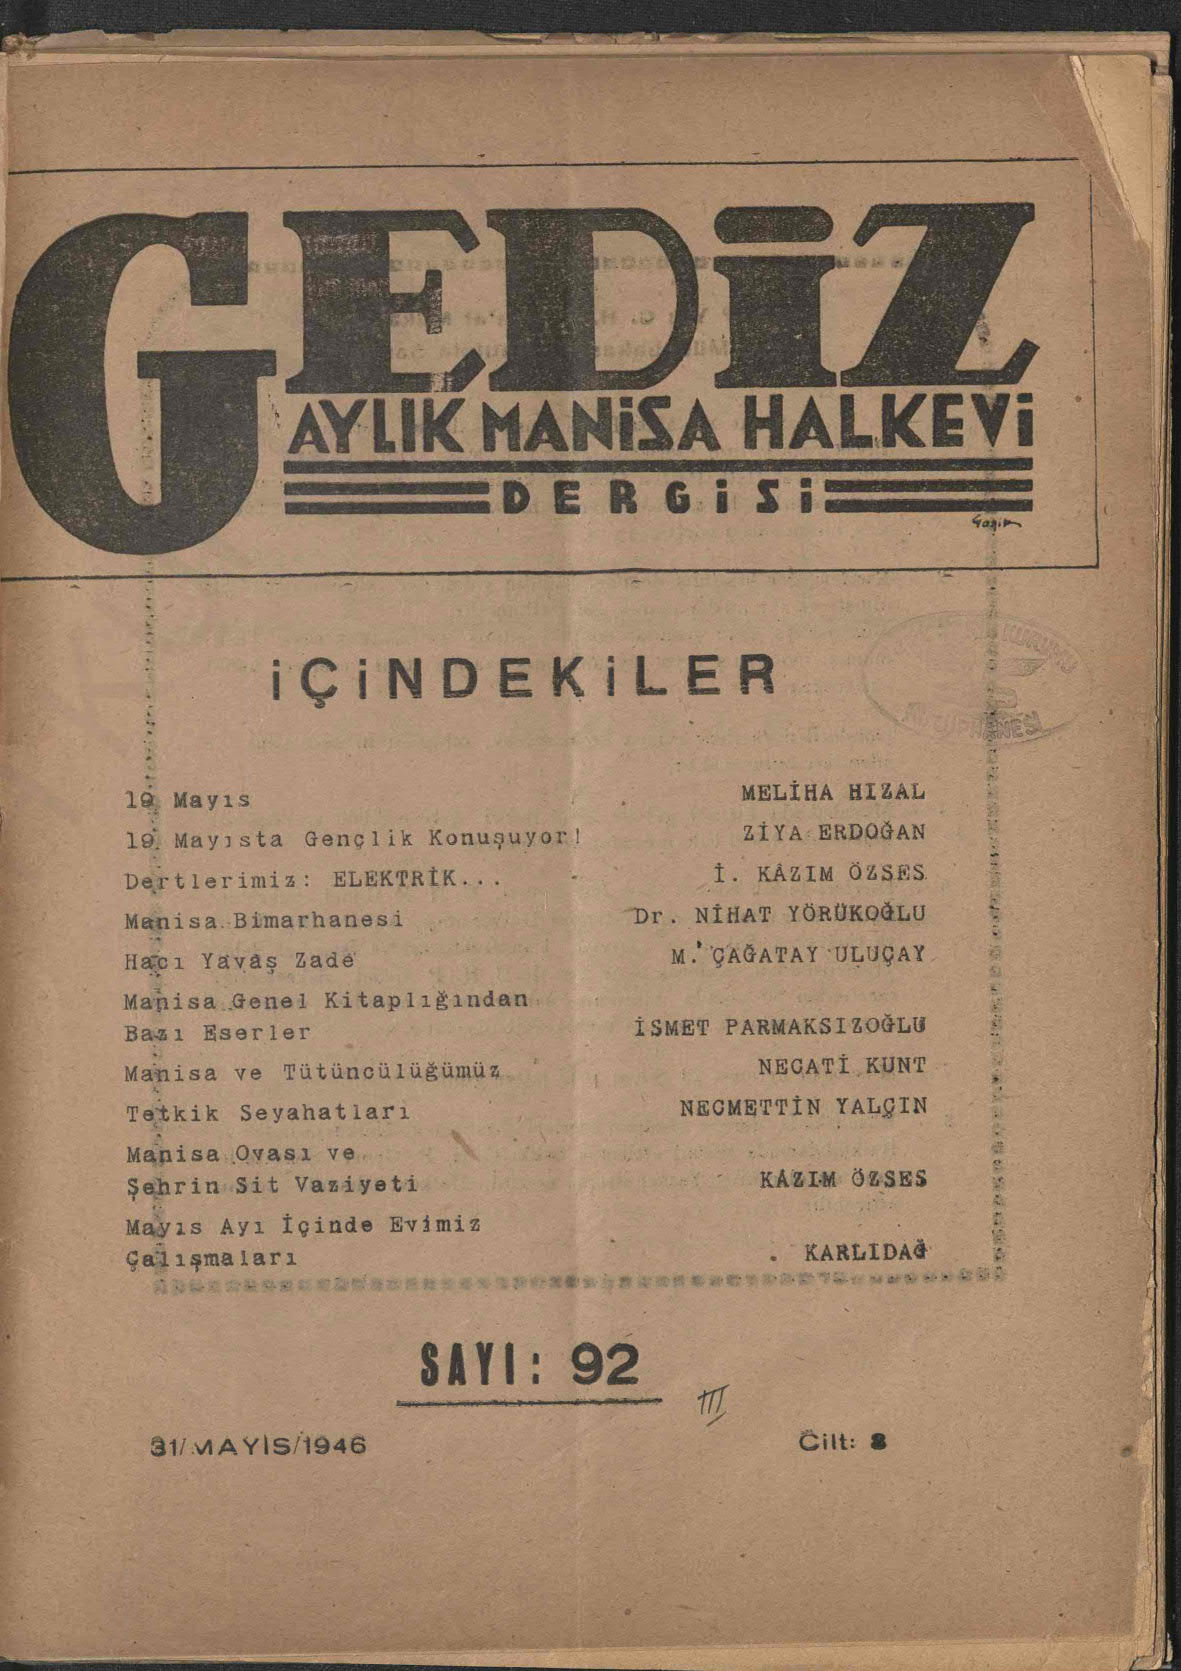 GEDİZ
AYLIK MANİSA HALKEVİ
DERGİSİ
İÇİNDEKİLER
KURUMU
KÜTÜPHANESİ
19 Mayıs MELİHA HIZAL
19. Mayısta Gençlik Konuşuyor! ZİYA ERDOĞAN
Dertlerimiz: ELEKTRİK... İ. KÂZIM ÖZSES
Manisa Bimarhanesi Dr. NİHAT YÖRÜKOĞLU
Hacı Yavaş Zade M. ÇAĞATAY ULUÇAY
Manisa Genel Kitaplığından
Bazı Eserler İSMET PARMAKSIZOĞLU
Manisa ve Tütüncülüğümüz NECATİ KUNT
Tetkik Seyahatları NECMETTİN YALÇIN
Manisa Ovası ve
Şehrin Sit Vaziyeti KÂZIM ÖZSES
Mayıs Ayı İçinde Evimiz
Çalışmaları . KARLIDAĞ
SAYI: 92
III
31/MAYIS/1946 Cilt: 8